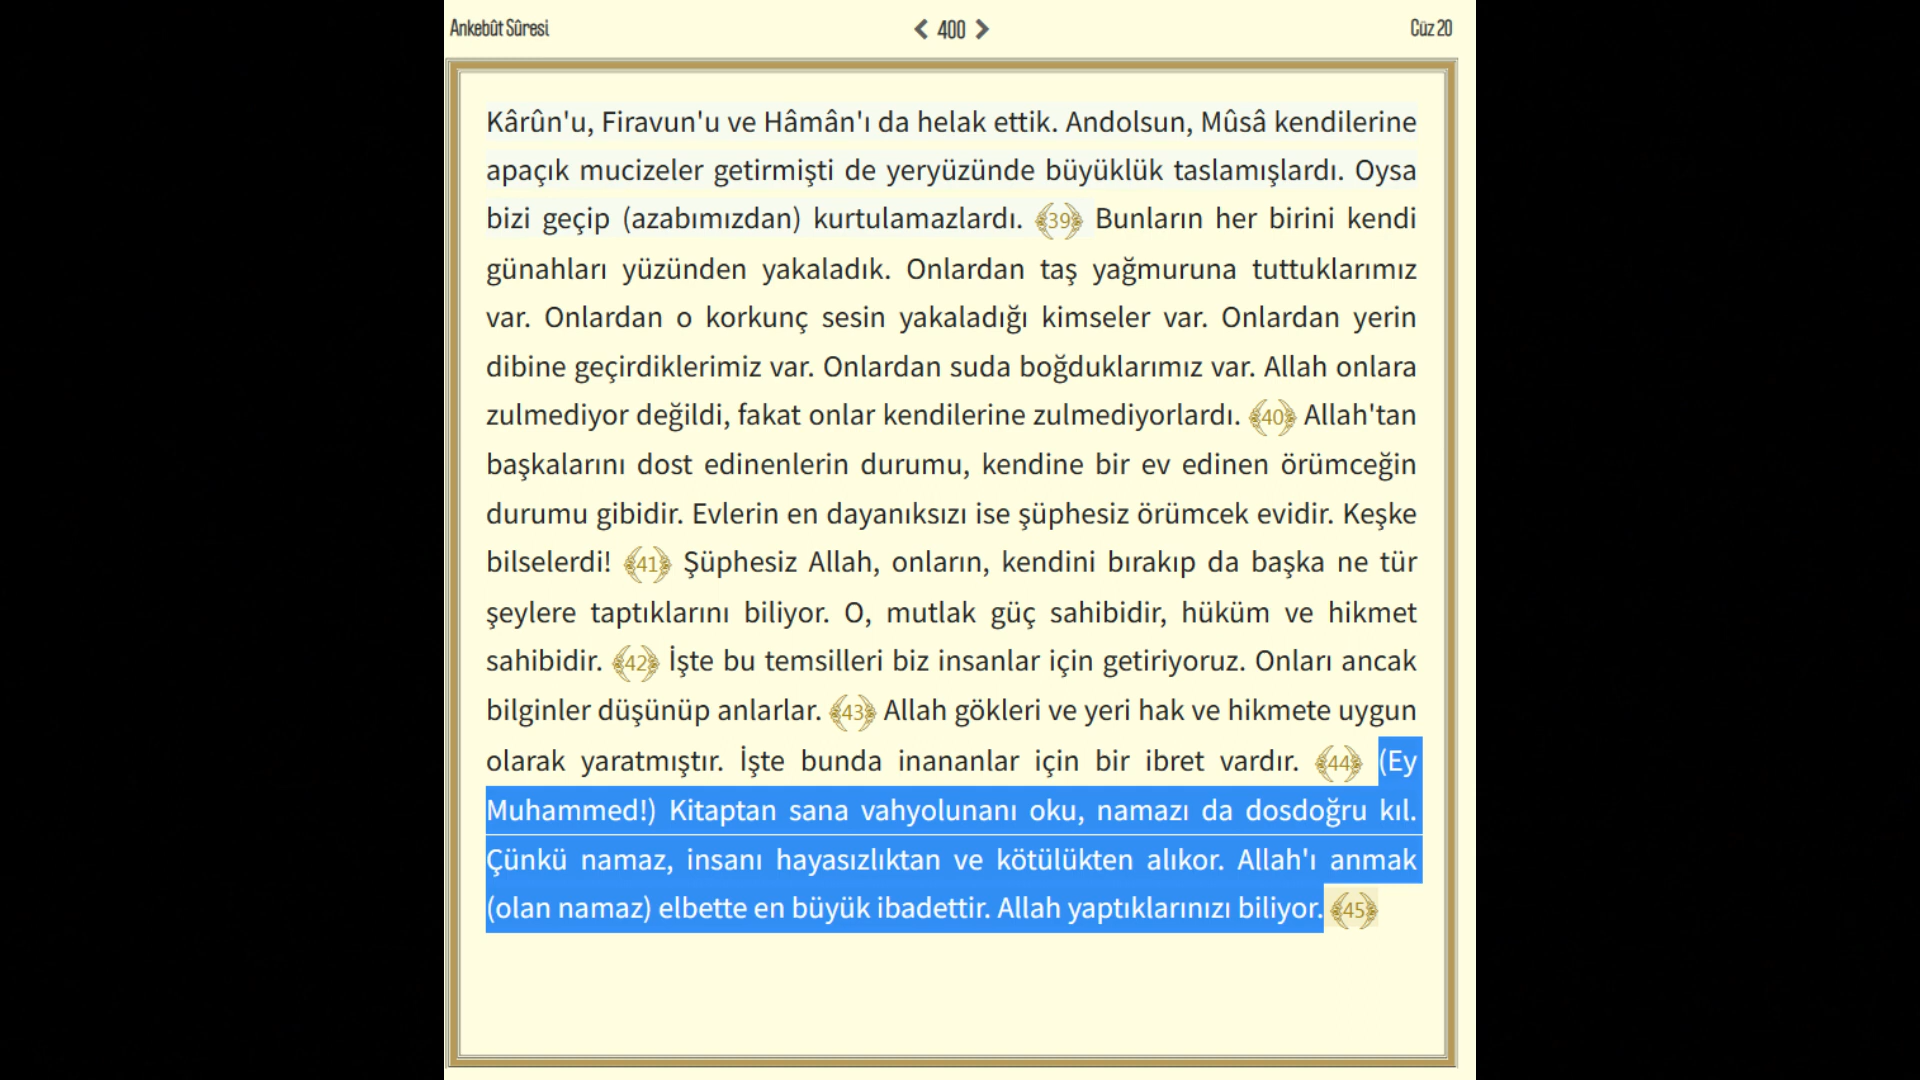 Ankebût Sûresi
400
Cüz 20
Kârûn'u, Firavun'u ve Hâmân'ı da helak ettik. Andolsun, Mûsâ kendilerine
apaçık mucizeler getirmişti de yeryüzünde büyüklük taslamışlardı. Oysa
bizi geçip (azabımızdan) kurtulamazlardı. 39 Bunların her birini kendi
günahları yüzünden yakaladık. Onlardan taş yağmuruna tuttuklarımız
var. Onlardan o korkunç sesin yakaladığı kimseler var. Onlardan yerin
dibine geçirdiklerimiz var. Onlardan suda boğduklarımız var. Allah onlara
zulmediyor değildi, fakat onlar kendilerine zulmediyorlardı. 40 Allah'tan
başkalarını dost edinenlerin durumu, kendine bir ev edinen örümceğin
durumu gibidir. Evlerin en dayanıksızı ise şüphesiz örümcek evidir. Keşke
bilselerdi! 41 Şüphesiz Allah, onların, kendini bırakıp da başka ne tür
şeylere taptıklarını biliyor. O, mutlak güç sahibidir, hüküm ve hikmet
sahibidir. 42 İşte bu temsilleri biz insanlar için getiriyoruz. Onları ancak
bilginler düşünüp anlarlar. 43 Allah gökleri ve yeri hak ve hikmete uygun
olarak yaratmıştır. İşte bunda inananlar için bir ibret vardır. 44 (Ey
Muhammed!) Kitaptan sana vahyolunanı oku, namazı da dosdoğru kıl.
Çünkü namaz, insanı hayasızlıktan ve kötülükten alıkor. Allah'ı anmak
(olan namaz) elbette en büyük ibadettir. Allah yaptıklarınızı biliyor. 45